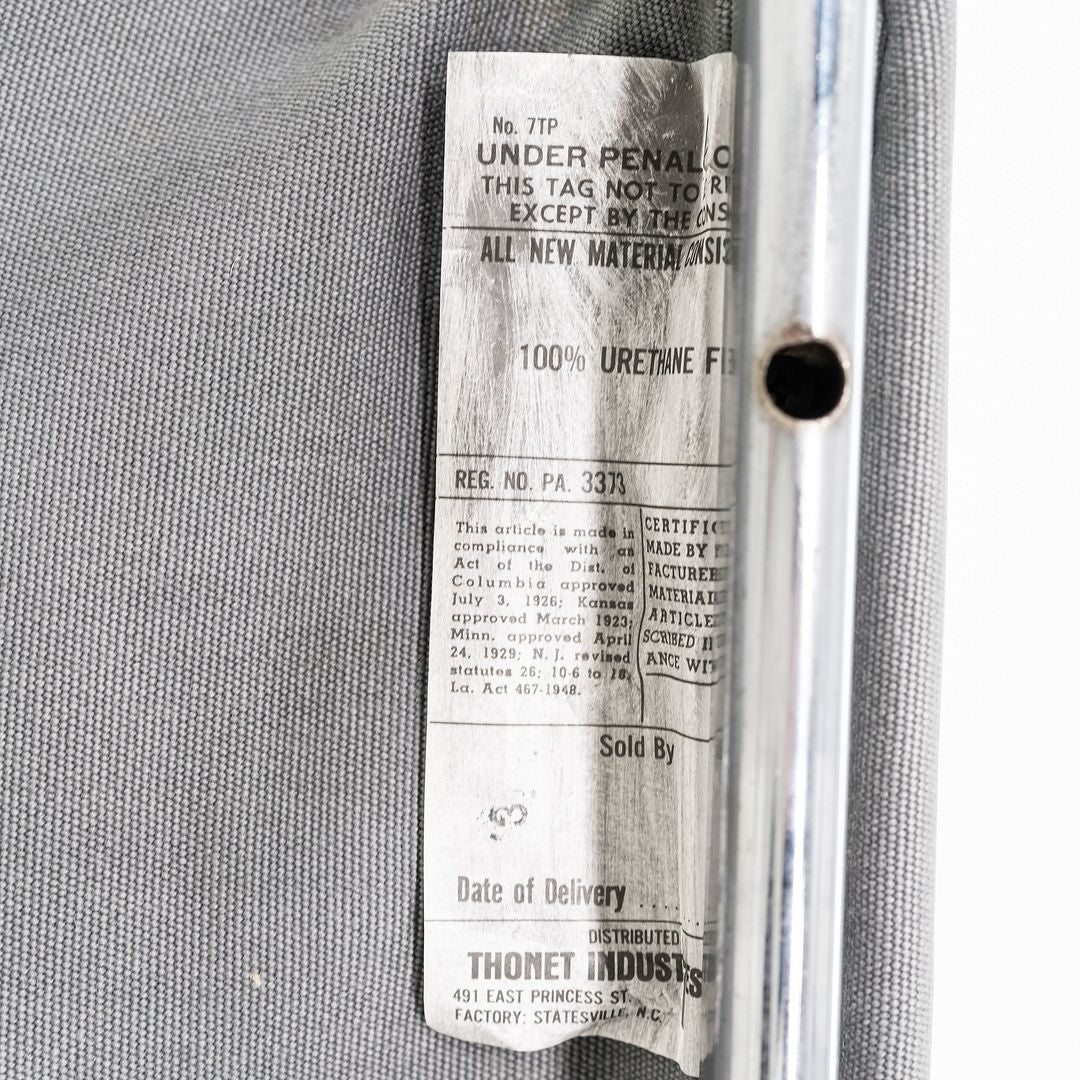 No. 7TP
UNDER PENAL
THIS TAG NOT TO
EXCEPT BY THE
ALL NEW MATERIAL
100% URETHANE
REG. NO. PA. 3373
This article is made in
compliance with an
Act of the Dist. of
Columbia approved
July 3, 1926; Kansas
approved March 1923;
Minn. approved April
24, 1929; N. J. revised
statutes 26; 10-6 to 18,
La. Act 467-1948.
MADE BY
Sold By
Date of Delivery .....
DISTRIBUTED
THONET
491 EAST PRINCESS ST.
FACTORY: STATESVILLE, N.C.